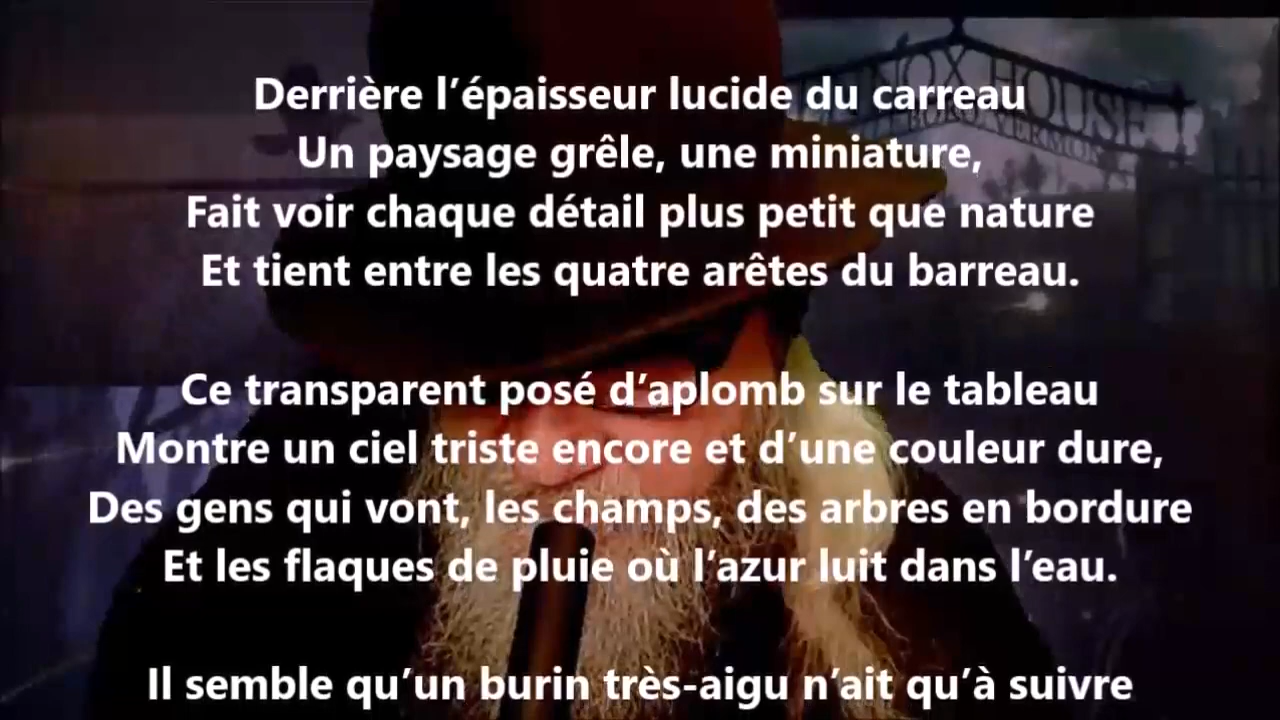 NOX HOUSE
Derrière l’épaisseur lucide du carreau
Un paysage grêle, une miniature,
Fait voir chaque détail plus petit que nature
Et tient entre les quatre arêtes du barreau.
Ce transparent posé d’aplomb sur le tableau
Montre un ciel triste encore et d’une couleur dure,
Des gens qui vont, les champs, des arbres en bordure
Et les flaques de pluie où l’azur luit dans l’eau.
Il semble qu’un burin très-aigu n’ait qu’à suivre